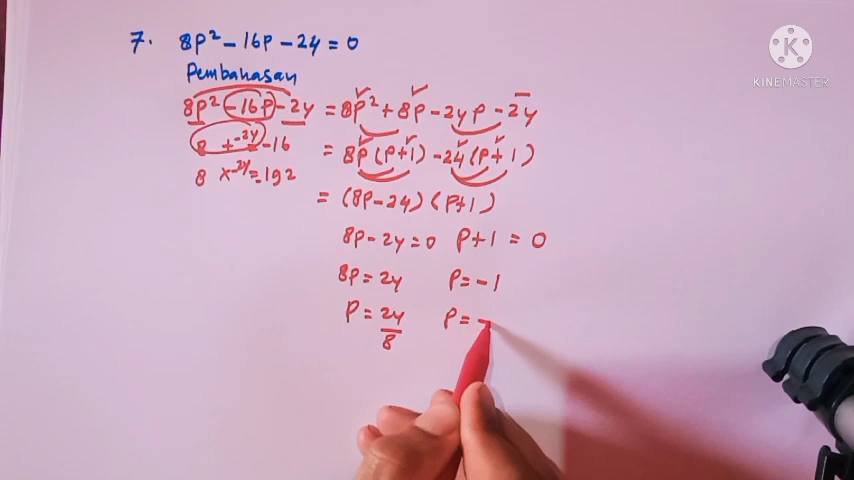 7. 8p² - 16p - 24 = 0
Pembahasan
8p² - 16p - 24 = 8p² + 8p - 24p - 24
8 + -24 = -16 = 8p (p+1) - 24 (p+1)
8 x -24 = -192 = (8p - 24) (p+1)
8p - 24 = 0 p + 1 = 0
8p = 24 p = -1
p = 24/8 p = -
K
KINEMASTER